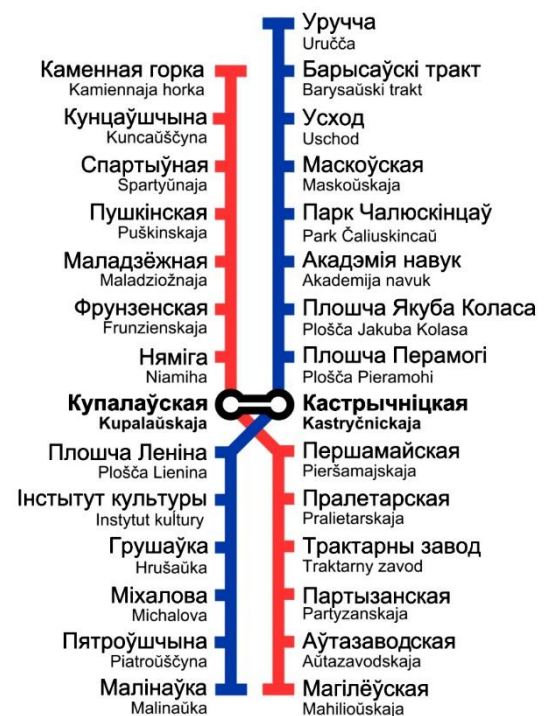 Каменная горка
Kamiennaja horka
Кунцаўшчына
Kuncaŭščyna
Спартыўная
Spartyŭnaja
Пушкінская
Puškinskaja
Маладзёжная
Maladziožnaja
Фрунзенская
Frunzienskaja
Няміга
Niamiha
Купалаўская
Kupalaŭskaja
Плошча Леніна
Plošča Lienina
Інстытут культуры
Instytut kultury
Грушаўка
Hrušaŭka
Міхалова
Michalova
Пятроўшчына
Piatroŭščyna
Малінаўка
Malinaŭka
Уручча
Uručča
Барысаўскі тракт
Barysaŭski trakt
Усход
Uschod
Маскоўская
Maskoŭskaja
Парк Чалюскінцаў
Park Čaliuskincaŭ
Акадэмія навук
Akademija navuk
Плошча Якуба Коласа
Plošča Jakuba Kolasa
Плошча Перамогі
Plošča Pieramohi
Кастрычніцкая
Kastryčnickaja
Першамайская
Pieršamajskaja
Пралетарская
Pralietarskaja
Трактарны завод
Traktarny zavod
Партызанская
Partyzanskaja
Аўтазаводская
Aŭtazavodskaja
Магілёўская
Mahilioŭskaja